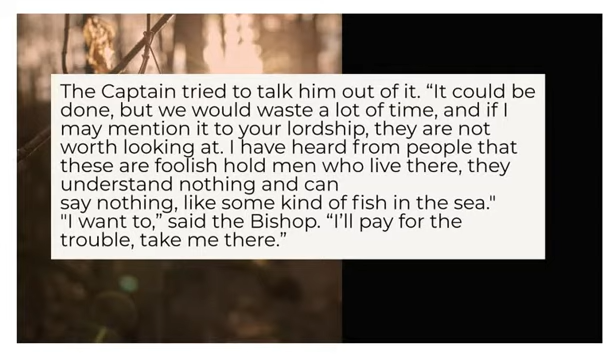 The Captain tried to talk him out of it. “It could be
done, but we would waste a lot of time, and if I
may mention it to your lordship, they are not
worth looking at. I have heard from people that
these are foolish hold men who live there, they
understand nothing and can
say nothing, like some kind of fish in the sea."
"I want to,” said the Bishop. “I’ll pay for the
trouble, take me there.”